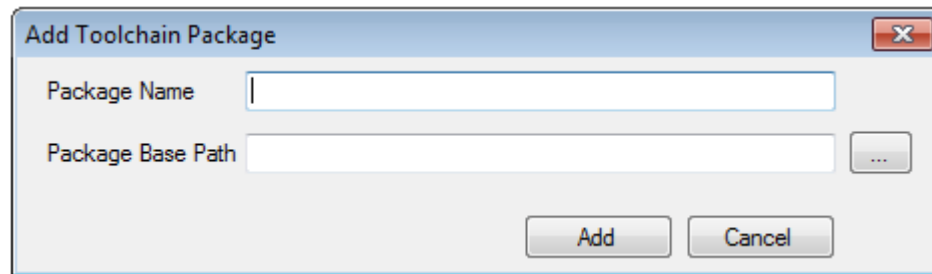 Add Toolchain Package
Package Name
Package Base Path
...
Add Cancel